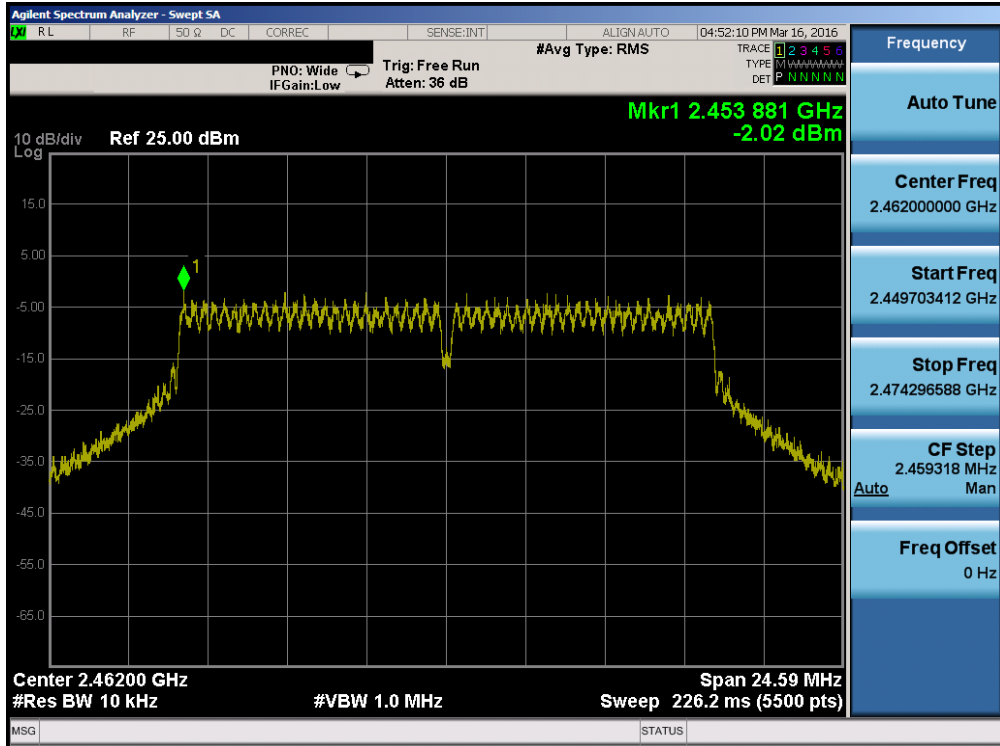 Agilent Spectrum Analyzer - Swept SA
LXI RL RF 50 Ω DC CORREC SENSE:INT ALIGN AUTO 04:52:10 PM Mar 16, 2016
#Avg Type: RMS
TRACE 1 2 3 4 5 6
TYPE M WWWWW
DET P N N N N N
PNO: Wide
IFGain:Low
Trig: Free Run
Atten: 36 dB
Mkr1 2.453 881 GHz
-2.02 dBm
10 dB/div Ref 25.00 dBm
Log
1
15.0
5.00
-5.00
-15.0
-25.0
-35.0
-45.0
-55.0
-65.0
Center 2.46200 GHz Span 24.59 MHz
#Res BW 10 kHz #VBW 1.0 MHz Sweep 226.2 ms (5500 pts)
MSG STATUS
Frequency
Auto Tune
Center Freq
2.462000000 GHz
Start Freq
2.449703412 GHz
Stop Freq
2.474296588 GHz
CF Step
2.459318 MHz
Auto Man
Freq Offset
0 Hz